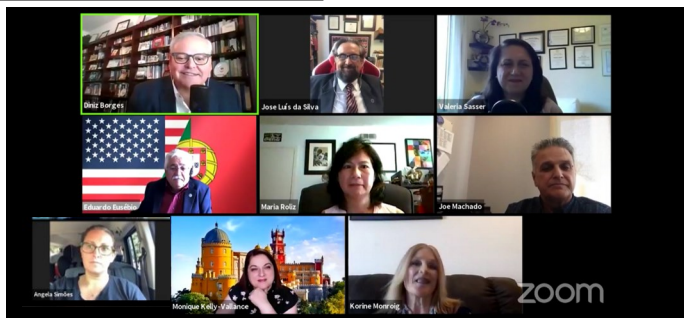 Diniz Borges
Jose Luís da Silva
Valeria Sasser
Eduardo Eusébio
Maria Roliz
Joe Machado
Angela Simões
Monique Kelly-Vallance
Korine Monroig
zoom